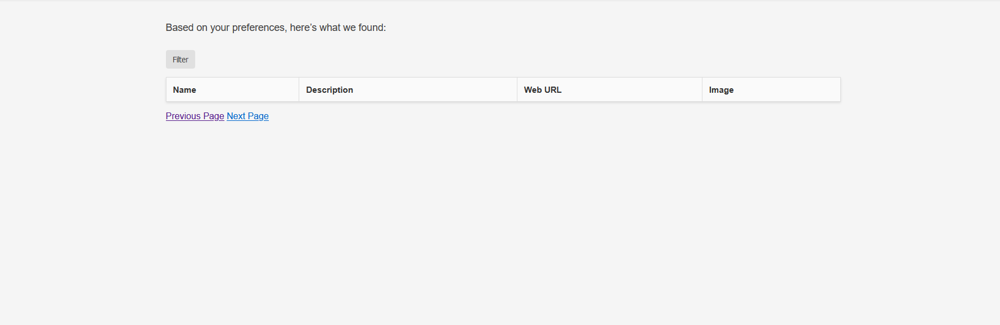 Based on your preferences, here’s what we found:
Filter
Name Description Web URL Image
Previous Page Next Page